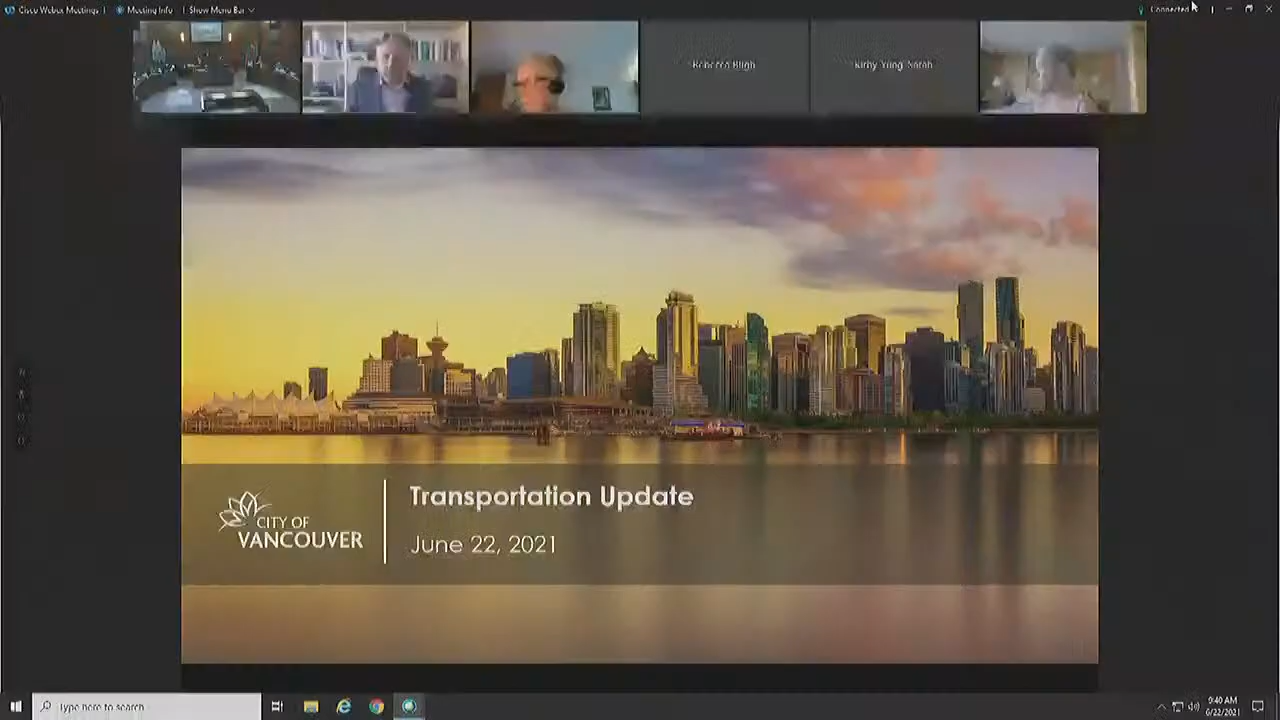 Cisco Webex Meetings
Meeting Info
Show Menu Bar
Connected
Rebecca Bligh
Kirby-Yung, Sarah
Transportation Update
CITY OF
VANCOUVER
June 22, 2021
Type here to search
9:40 AM
6/22/2021